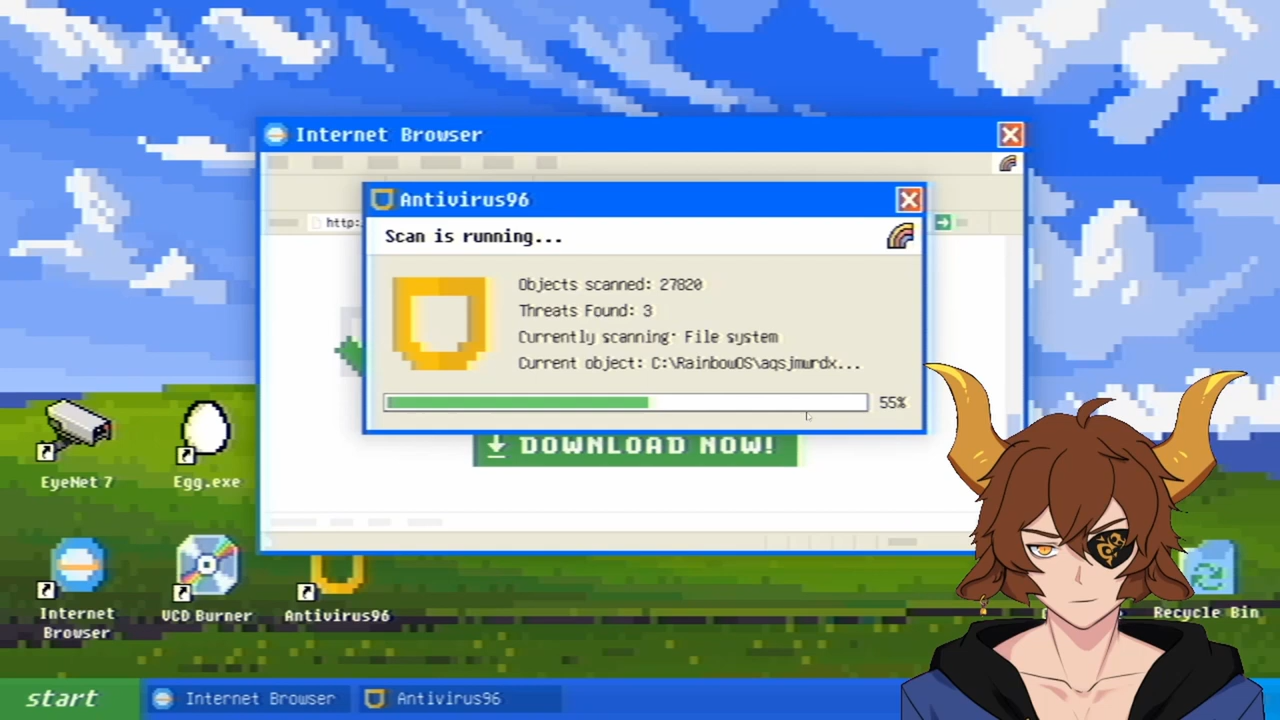 Internet Browser
Antivirus96
http:
Scan is running...
Objects scanned: 27820
Threats Found: 3
Currently scanning: File system
Current object: C:\RainbowOS\aqsjmurdx...
55%
DOWNLOAD NOW!
EyeNet 7
Egg.exe
Internet
Browser
VCD Burner
Antivirus96
Recycle Bin
start
Internet Browser
Antivirus96